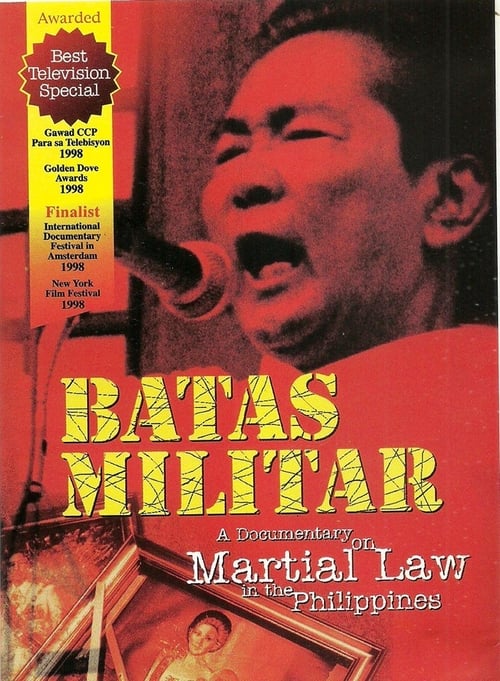 Awarded
Best
Television
Special
Gawad CCP
Para sa Telebisyon
1998
Golden Dove
Awards
1998
Finalist
International
Documentary
Festival in
Amsterdam
1998
New York
Film Festival
1998
BATAS
MILITAR
A Documentary
on
Martial Law
in the
Philippines